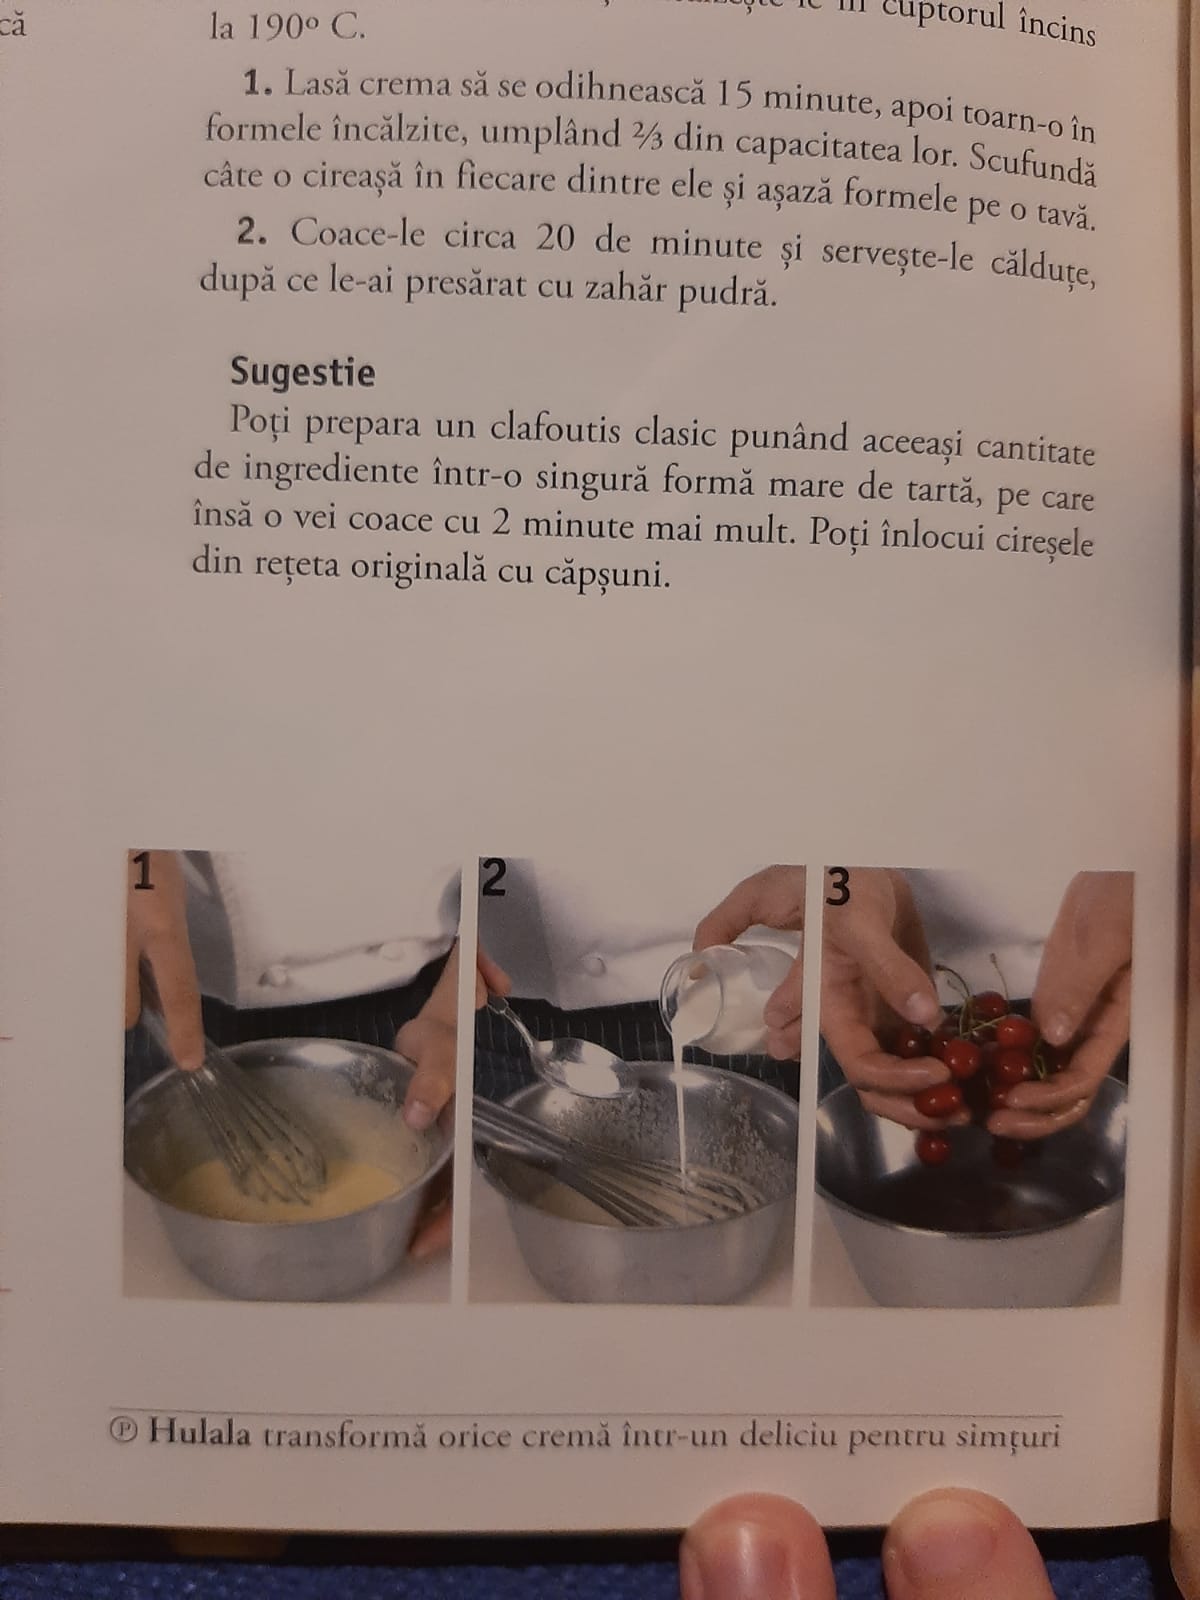 că
cuptorul încins
la 190º C.
1. Lasă crema să se odihnească 15 minute, apoi toarn-o în
formele încălzite, umplând ⅔ din capacitatea lor. Scufundă
câte o cireașă în fiecare dintre ele și așază formele pe o tavă.
2. Coace-le circa 20 de minute și servește-le călduțe,
după ce le-ai presărat cu zahăr pudră.
Sugestie
Poți prepara un clafoutis clasic punând aceeași cantitate
de ingrediente într-o singură formă mare de tartă, pe care
însă o vei coace cu 2 minute mai mult. Poți înlocui cireșele
din rețeta originală cu căpșuni.
1
2
3
Ⓟ Hulala transformă orice cremă într-un deliciu pentru simțuri